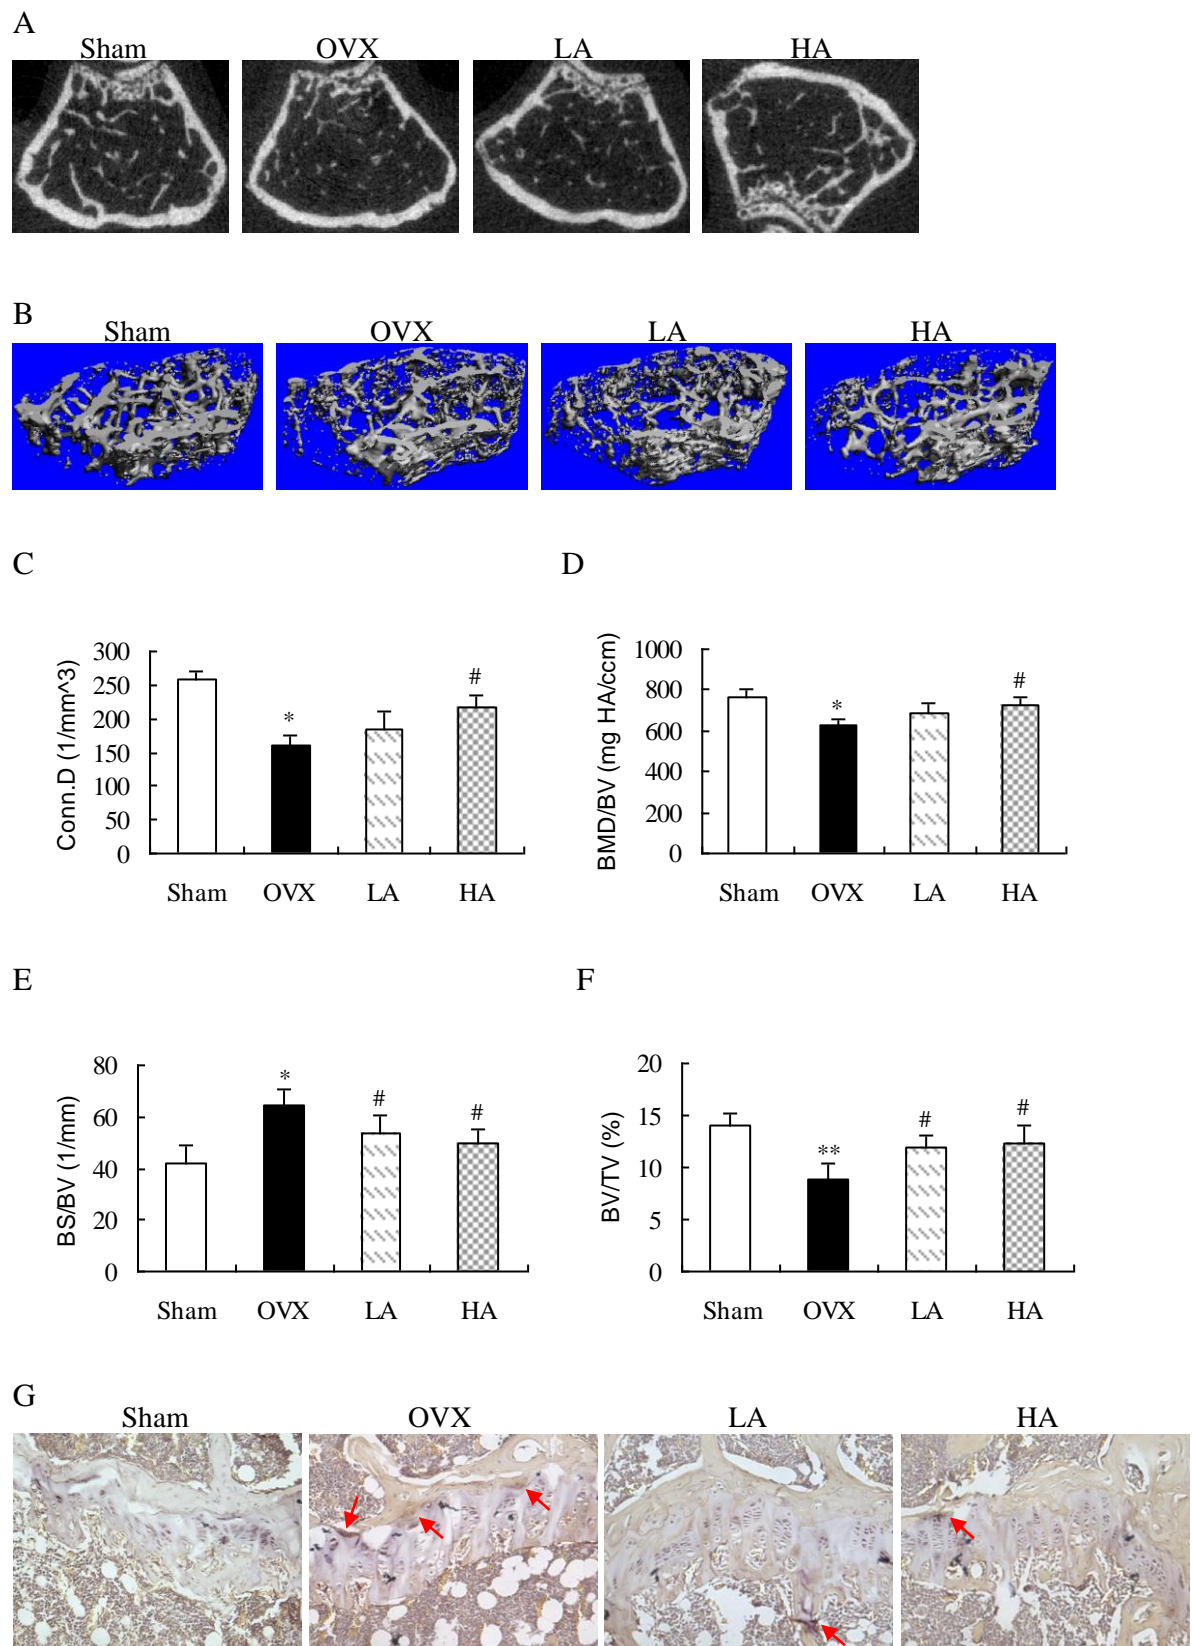 A
Sham OVX LA HA
B
Sham OVX LA HA
C D
Conn.D (1/mm^3)
300
250
200
150
100
50
0
* #
Sham OVX LA HA
BMD/BV (mg HA/ccm)
1000
800
600
400
200
0
* #
Sham OVX LA HA
E F
BS/BV (1/mm)
80
60
40
20
0
* # #
Sham OVX LA HA
BV/TV (%)
20
15
10
5
0
** # #
Sham OVX LA HA
G
Sham OVX LA HA